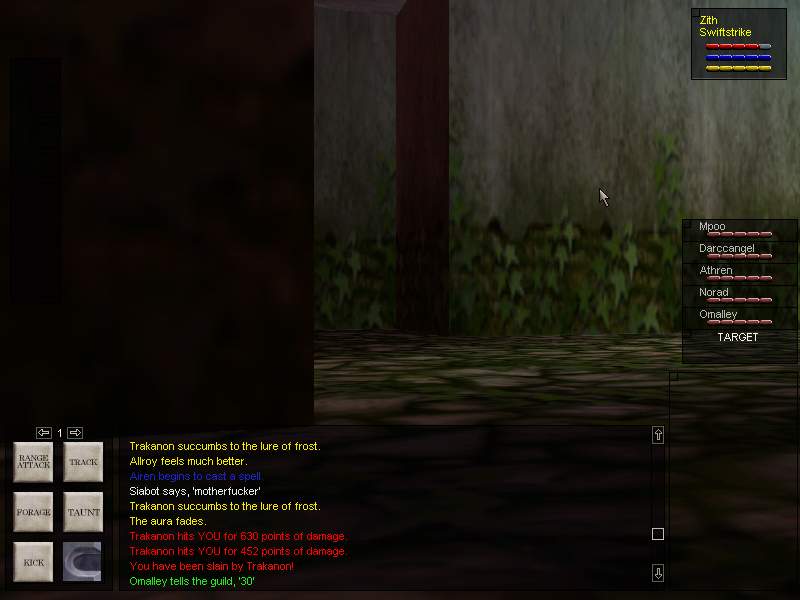 Zith
Swiftstrike
Mpoo
Darccangel
Athren
Norad
Omalley
TARGET
1
RANGE ATTACK
TRACK
FORAGE
TAUNT
KICK
Trakanon succumbs to the lure of frost.
Allroy feels much better.
Airen begins to cast a spell.
Siabot says, 'motherfucker'
Trakanon succumbs to the lure of frost.
The aura fades.
Trakanon hits YOU for 630 points of damage.
Trakanon hits YOU for 452 points of damage.
You have been slain by Trakanon!
Omalley tells the guild, '30'